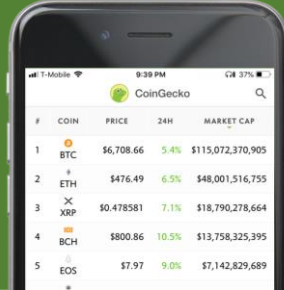 T-Mobile 9:39 PM 37%
CoinGecko
# COIN PRICE 24H MARKET CAP
1 BTC $6,708.66 5.4% $115,072,370,905
2 ETH $476.49 6.5% $48,001,516,755
3 XRP $0.478581 7.1% $18,790,278,664
4 BCH $800.86 10.5% $13,758,325,395
5 EOS $7.97 9.0% $7,142,829,689